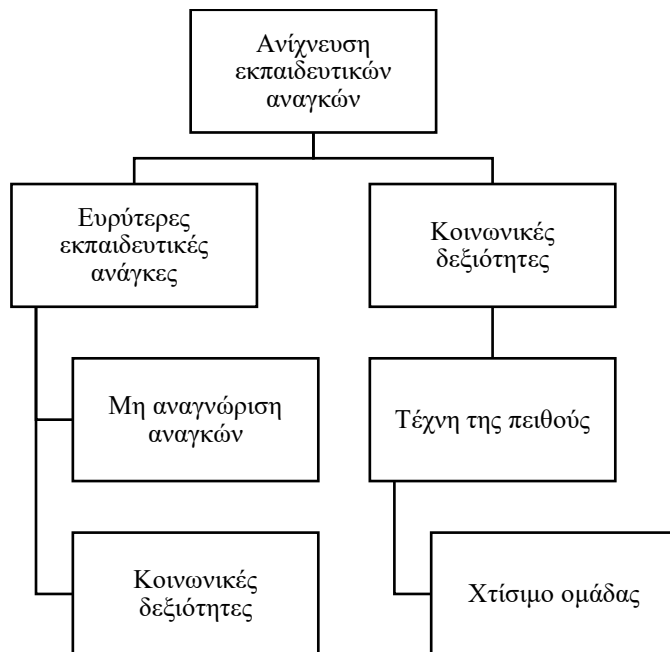 Ανίχνευση
εκπαιδευτικών
αναγκών
Ευρύτερες
εκπαιδευτικές
ανάγκες
Κοινωνικές
δεξιότητες
Μη αναγνώριση
αναγκών
Τέχνη της πειθούς
Κοινωνικές
δεξιότητες
Χτίσιμο ομάδας